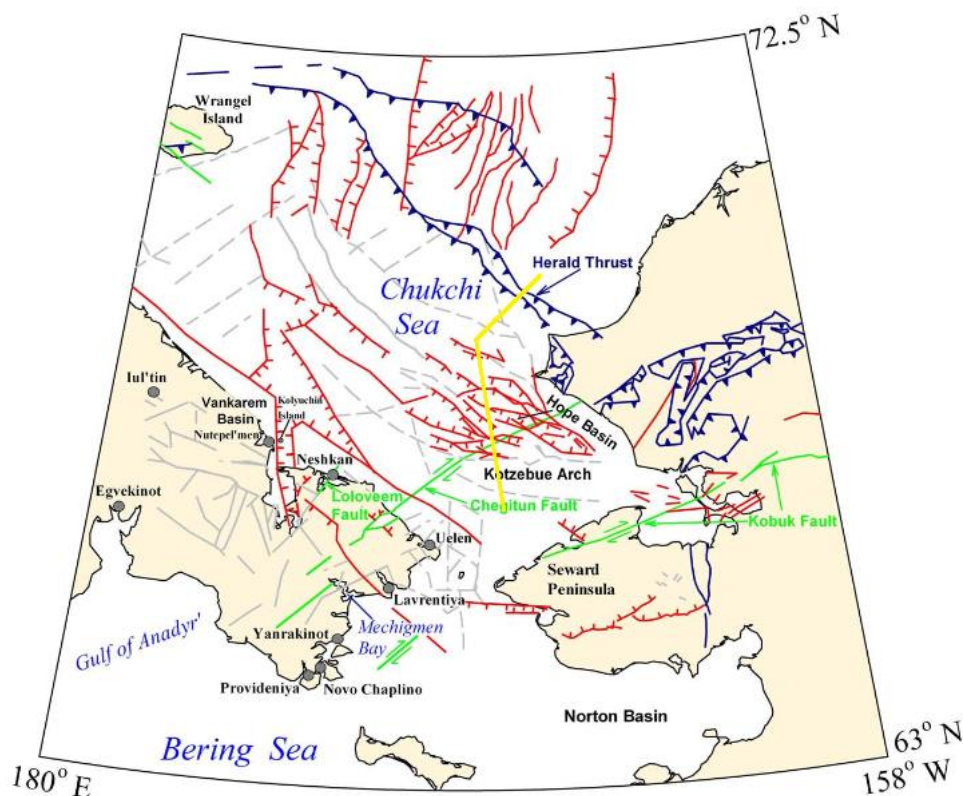 72.5° N
Wrangel
Island
Herald Thrust
Chukchi
Sea
Iul'tin
Vankarem
Basin
Kolyuchin
Island
Nutepel'men
Hope Basin
Neshkan
Kotzebue Arch
Egvekinot
Loloveem
Fault
Chegitun Fault
Kobuk Fault
Uelen
Seward
Peninsula
Lavrentiya
Mechigmen
Bay
Yanrakinot
Gulf of Anadyr'
Provideniya
Novo Chaplino
Norton Basin
Bering Sea
63° N
180° E
158° W